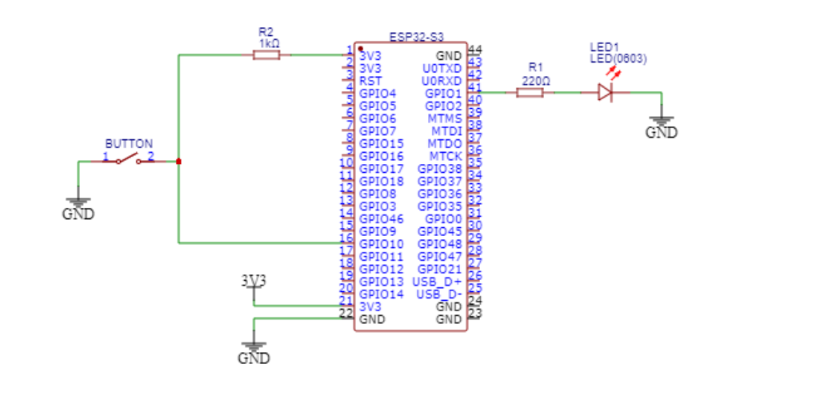 ESP32-S3
R2
1kΩ
1 3V3
2 3V3
3 RST
4 GPIO4
5 GPIO5
6 GPIO6
7 GPIO7
8 GPIO15
9 GPIO16
10 GPIO17
11 GPIO18
12 GPIO8
13 GPIO3
14 GPIO46
15 GPIO9
16 GPIO10
17 GPIO11
18 GPIO12
19 GPIO13
20 GPIO14
21 3V3
22 GND
GND 44
U0TXD 43
U0RXD 42
GPIO1 41
GPIO2 40
MTMS 39
MTDI 38
MTDO 37
MTCK 36
GPIO38 35
GPIO37 34
GPIO36 33
GPIO35 32
GPIO0 31
GPIO45 30
GPIO48 29
GPIO47 28
GPIO21 27
USB_D+ 26
USB_D- 25
GND 24
GND 23
R1
220Ω
LED1
LED(0603)
GND
BUTTON
1 2
GND
3V3
GND